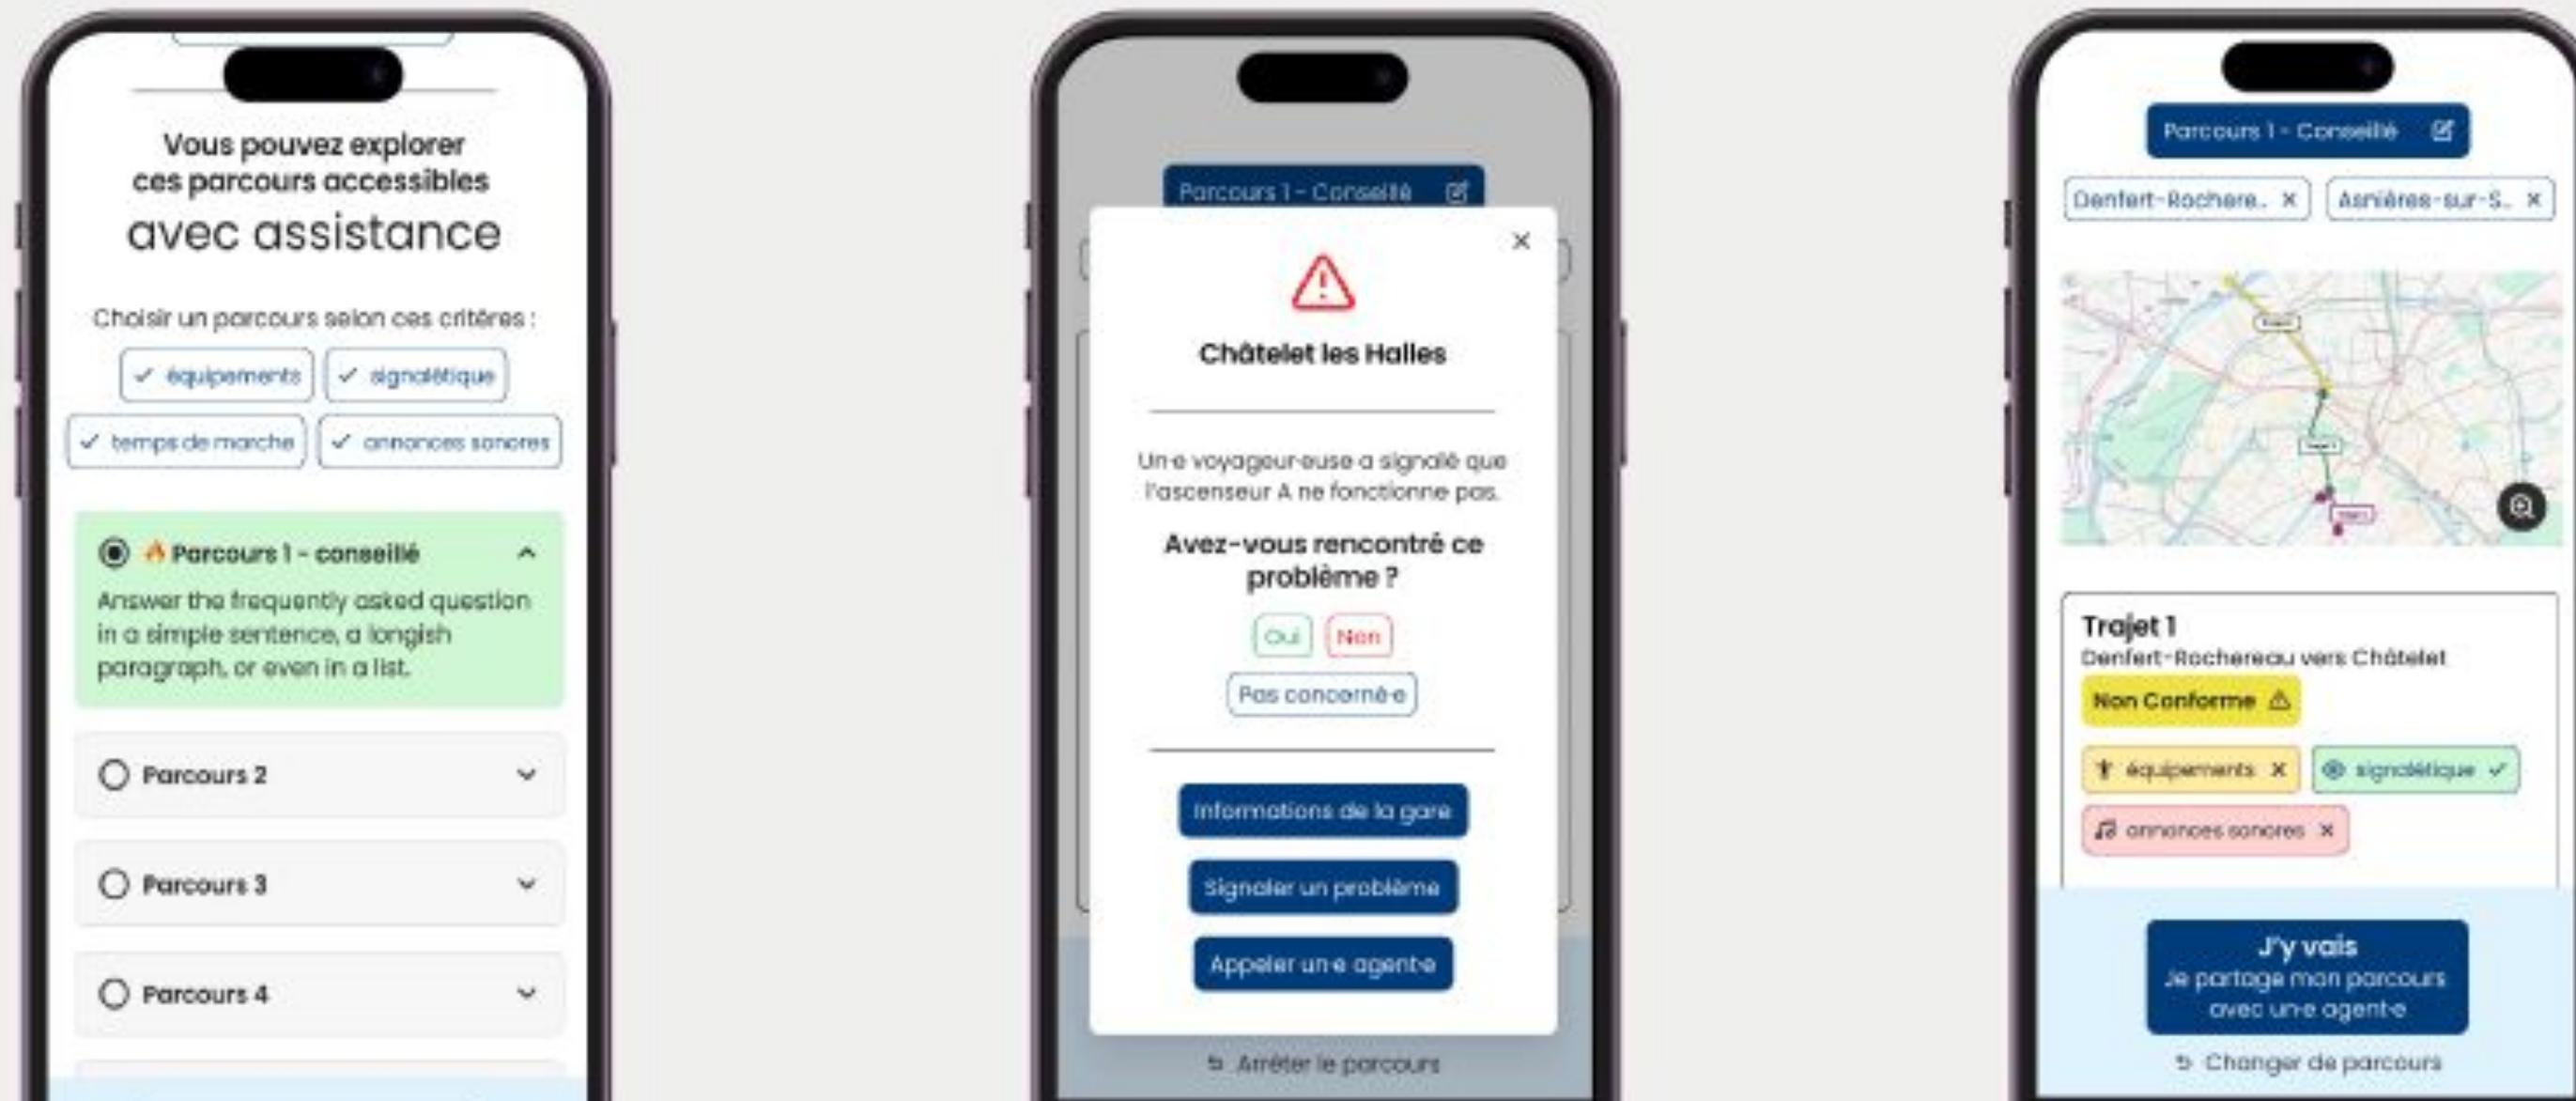 Vous pouvez explorer
ces parcours accessibles
avec assistance
Choisir un parcours selon ces critères :
✓ équipements ✓ signalétique
✓ temps de marche ✓ annonces sonores
🔥 Parcours 1 - conseillé
Answer the frequently asked question
in a simple sentence, a longish
paragraph, or even in a list.
Parcours 2
Parcours 3
Parcours 4
Parcours 1 - Conseillé
Châtelet les Halles
Un·e voyageur·euse a signalé que
l'ascenseur A ne fonctionne pas.
Avez-vous rencontré ce
problème ?
Oui Non
Pas concerné·e
Informations de la gare
Signaler un problème
Appeler un·e agent·e
Arrêter le parcours
Parcours 1 - Conseillé
Denfert-Rochere.. × Asnières-sur-S.. ×
Trajet 1
Denfert-Rochereau vers Châtelet
Non Conforme ⚠
équipements × signalétique ✓
annonces sonores ×
J'y vais
Je partage mon parcours
avec un·e agent·e
Changer de parcours